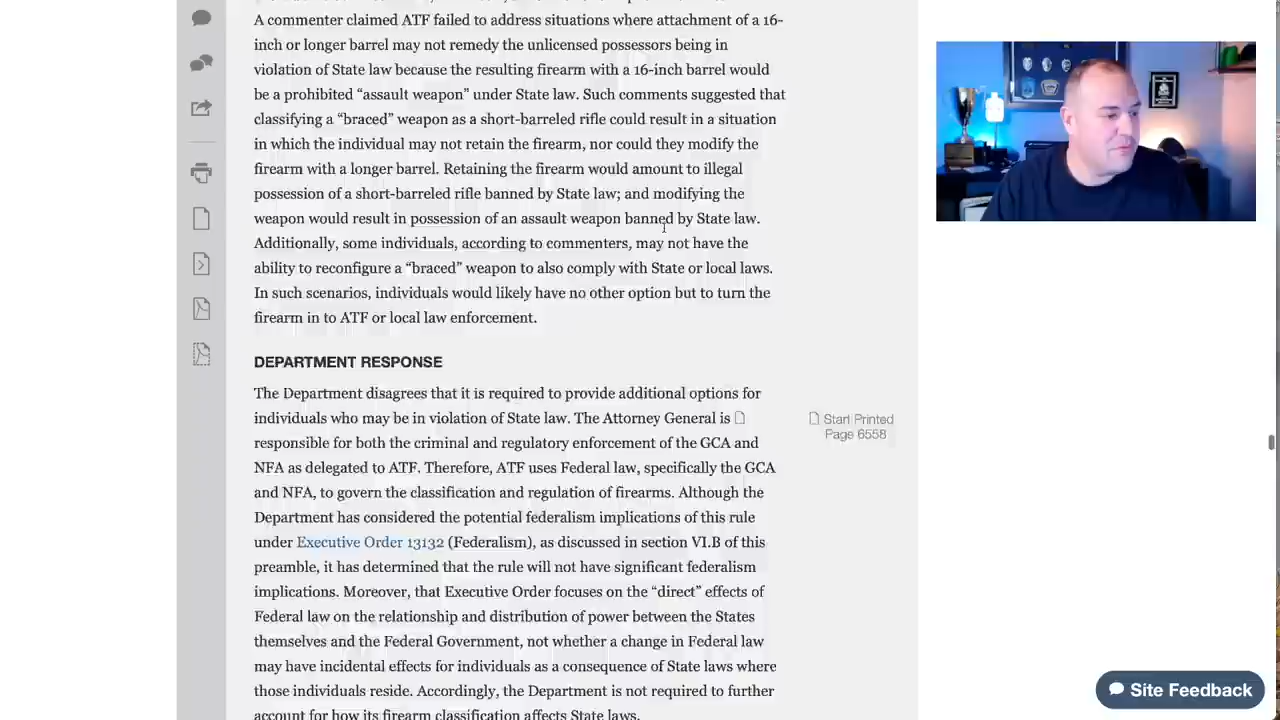 A commenter claimed ATF failed to address situations where attachment of a 16-
inch or longer barrel may not remedy the unlicensed possessors being in
violation of State law because the resulting firearm with a 16-inch barrel would
be a prohibited “assault weapon” under State law. Such comments suggested that
classifying a “braced” weapon as a short-barreled rifle could result in a situation
in which the individual may not retain the firearm, nor could they modify the
firearm with a longer barrel. Retaining the firearm would amount to illegal
possession of a short-barreled rifle banned by State law; and modifying the
weapon would result in possession of an assault weapon banned by State law.
Additionally, some individuals, according to commenters, may not have the
ability to reconfigure a “braced” weapon to also comply with State or local laws.
In such scenarios, individuals would likely have no other option but to turn the
firearm in to ATF or local law enforcement.
DEPARTMENT RESPONSE
The Department disagrees that it is required to provide additional options for
individuals who may be in violation of State law. The Attorney General is
responsible for both the criminal and regulatory enforcement of the GCA and
NFA as delegated to ATF. Therefore, ATF uses Federal law, specifically the GCA
and NFA, to govern the classification and regulation of firearms. Although the
Department has considered the potential federalism implications of this rule
under Executive Order 13132 (Federalism), as discussed in section VI.B of this
preamble, it has determined that the rule will not have significant federalism
implications. Moreover, that Executive Order focuses on the “direct” effects of
Federal law on the relationship and distribution of power between the States
themselves and the Federal Government, not whether a change in Federal law
may have incidental effects for individuals as a consequence of State laws where
those individuals reside. Accordingly, the Department is not required to further
account for how its firearm classification affects State laws.
Start Printed
Page 6558
Site Feedback